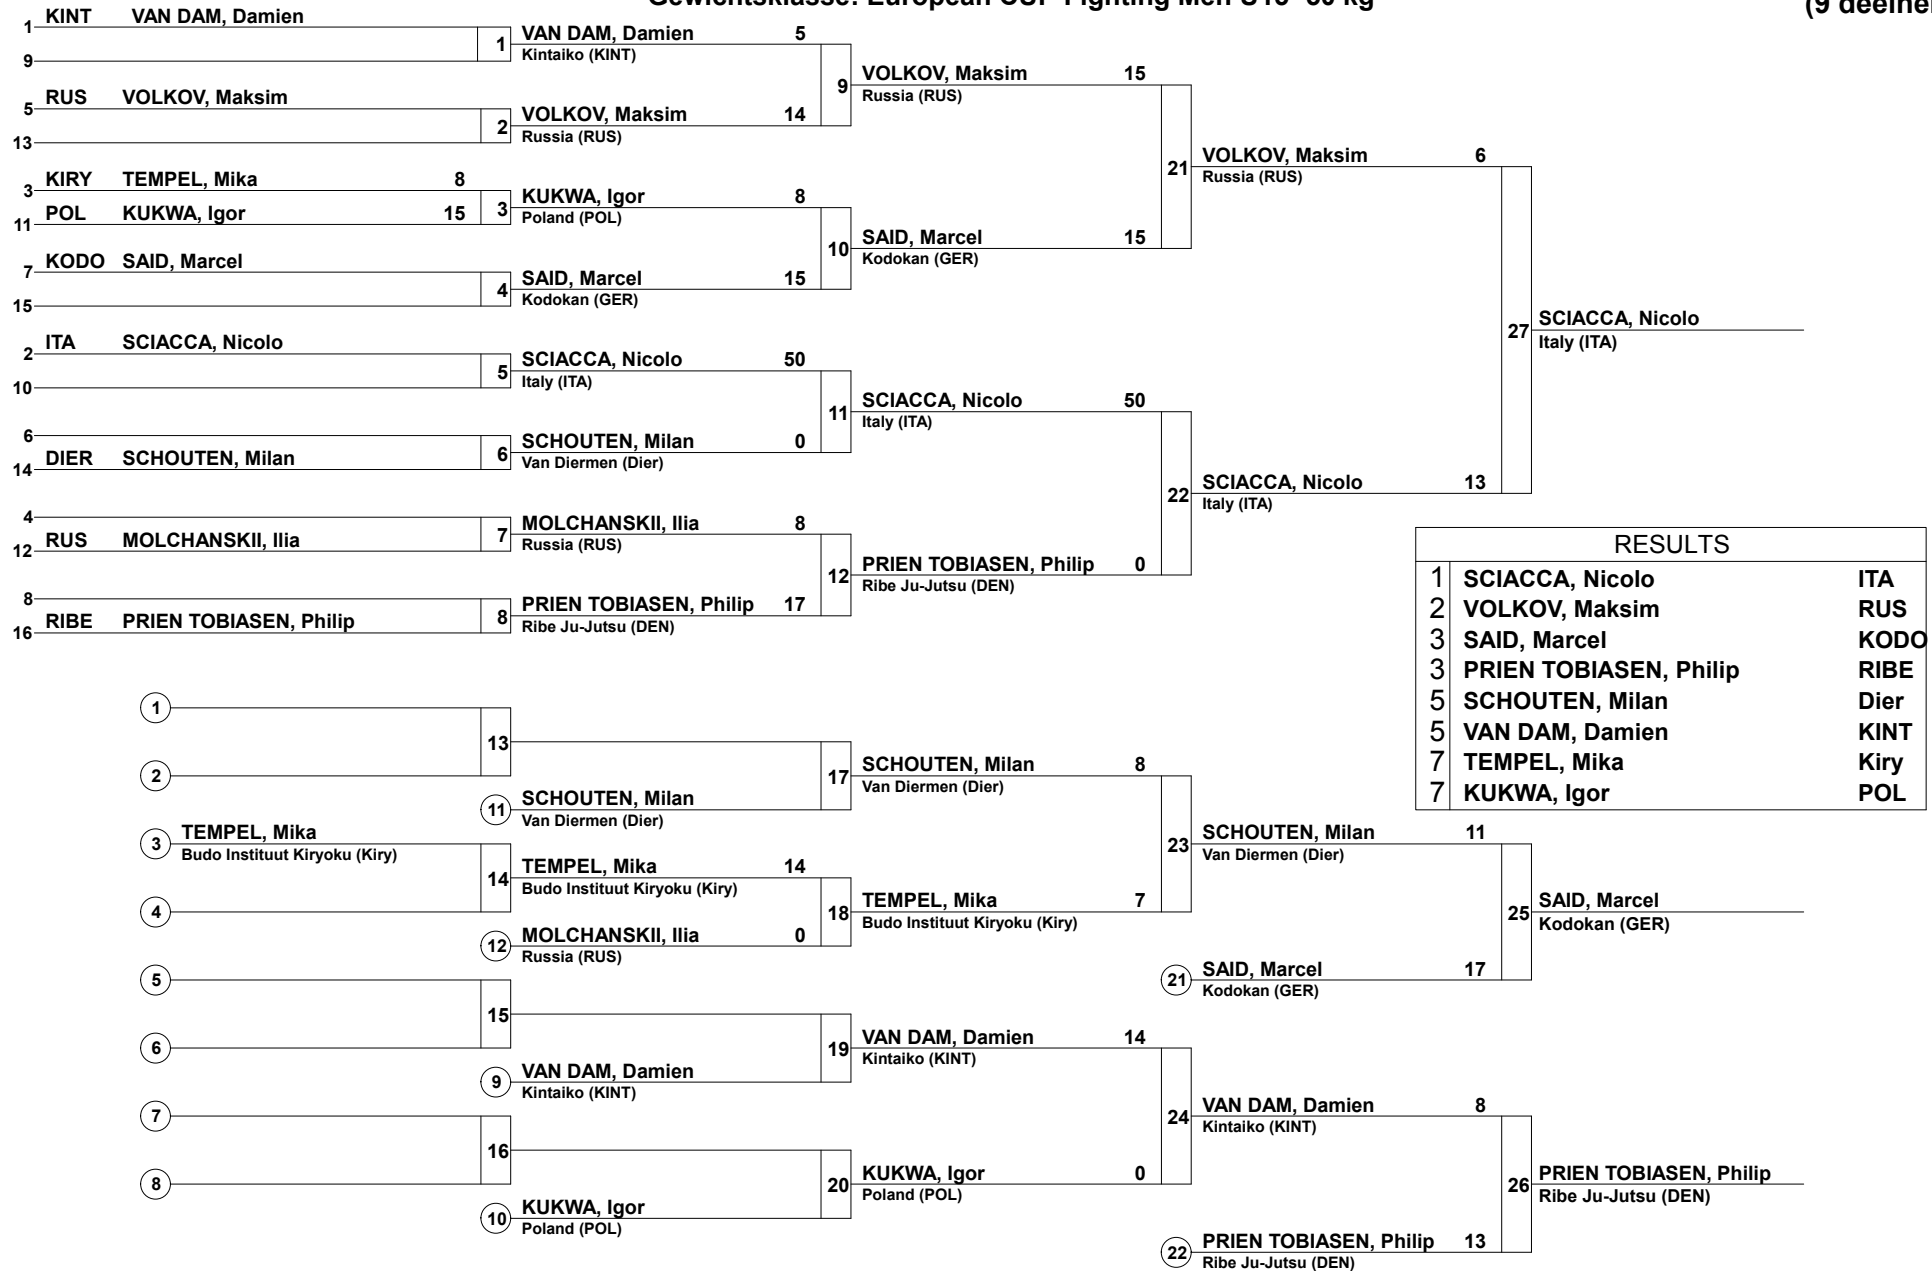 (9 deelne
1 KINT VAN DAM, Damien
9
1 VAN DAM, Damien 5
Kintaiko (KINT)
5 RUS VOLKOV, Maksim
13
2 VOLKOV, Maksim 14
Russia (RUS)
3 KIRY TEMPEL, Mika 8
11 POL KUKWA, Igor 15
3 KUKWA, Igor 8
Poland (POL)
7 KODO SAID, Marcel
15
4 SAID, Marcel 15
Kodokan (GER)
2 ITA SCIACCA, Nicolo
10
5 SCIACCA, Nicolo 50
Italy (ITA)
6
14 DIER SCHOUTEN, Milan
6 SCHOUTEN, Milan 0
Van Diermen (Dier)
4
12 RUS MOLCHANSKII, Ilia
7 MOLCHANSKII, Ilia 8
Russia (RUS)
8
16 RIBE PRIEN TOBIASEN, Philip
8 PRIEN TOBIASEN, Philip 17
Ribe Ju-Jutsu (DEN)
9 VOLKOV, Maksim 15
Russia (RUS)
10 SAID, Marcel 15
Kodokan (GER)
11 SCIACCA, Nicolo 50
Italy (ITA)
12 PRIEN TOBIASEN, Philip 0
Ribe Ju-Jutsu (DEN)
21 VOLKOV, Maksim 6
Russia (RUS)
22 SCIACCA, Nicolo 13
Italy (ITA)
27 SCIACCA, Nicolo
Italy (ITA)
RESULTS
1 SCIACCA, Nicolo ITA
2 VOLKOV, Maksim RUS
3 SAID, Marcel KODO
3 PRIEN TOBIASEN, Philip RIBE
5 SCHOUTEN, Milan Dier
5 VAN DAM, Damien KINT
7 TEMPEL, Mika Kiry
7 KUKWA, Igor POL
1
2
13
11 SCHOUTEN, Milan
Van Diermen (Dier)
3 TEMPEL, Mika
Budo Instituut Kiryoku (Kiry)
4
14 TEMPEL, Mika 14
Budo Instituut Kiryoku (Kiry)
12 MOLCHANSKII, Ilia 0
Russia (RUS)
5
6
15
9 VAN DAM, Damien
Kintaiko (KINT)
7
8
16
10 KUKWA, Igor
Poland (POL)
17 SCHOUTEN, Milan 8
Van Diermen (Dier)
18 TEMPEL, Mika 7
Budo Instituut Kiryoku (Kiry)
19 VAN DAM, Damien 14
Kintaiko (KINT)
20 KUKWA, Igor 0
Poland (POL)
23 SCHOUTEN, Milan 11
Van Diermen (Dier)
21 SAID, Marcel 17
Kodokan (GER)
24 VAN DAM, Damien 8
Kintaiko (KINT)
22 PRIEN TOBIASEN, Philip 13
Ribe Ju-Jutsu (DEN)
25 SAID, Marcel
Kodokan (GER)
26 PRIEN TOBIASEN, Philip
Ribe Ju-Jutsu (DEN)